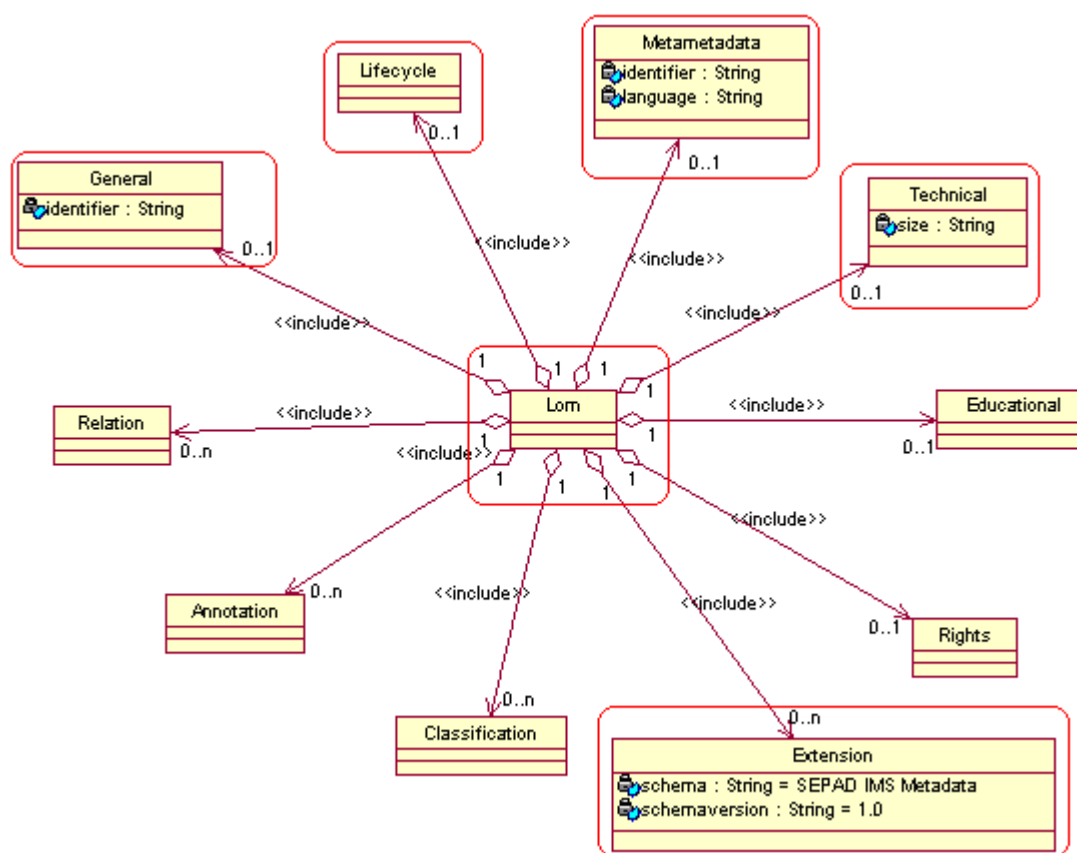 Metametadata
identifier : String
language : String
Lifecycle
0..1
0..1
General
identifier : String
0..1
Technical
size : String
0..1
<<include>>
<<include>>
<<include>>
<<include>>
1
1
1
1
Lom
Relation
0..n
<<include>>
1
<<include>>
1
Educational
0..1
<<include>>
1
1
1
1
<<include>>
Annotation
0..n
<<include>>
<<include>>
0..1
Rights
Classification
0..n
0..n
Extension
schema : String = SEPAD IMS Metadata
schemaversion : String = 1.0